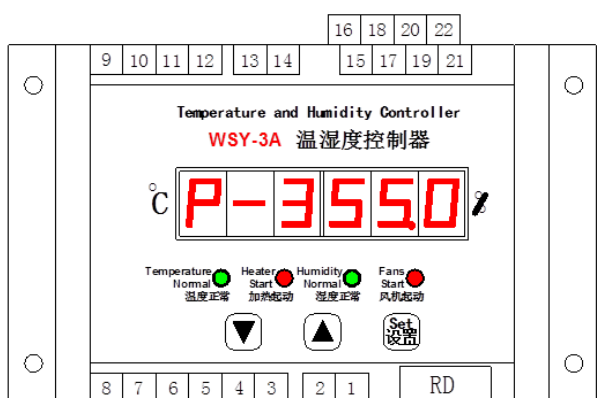 16 18 20 22
9 10 11 12 13 14 15 17 19 21
Temperature and Humidity Controller
WSY-3A 温湿度控制器
℃ P-355.0 %
Temperature Normal 温度正常
Heater Start 加热起动
Humidity Normal 湿度正常
Fans Start 风机起动
▼ ▲ Set 设置
8 7 6 5 4 3 2 1 RD